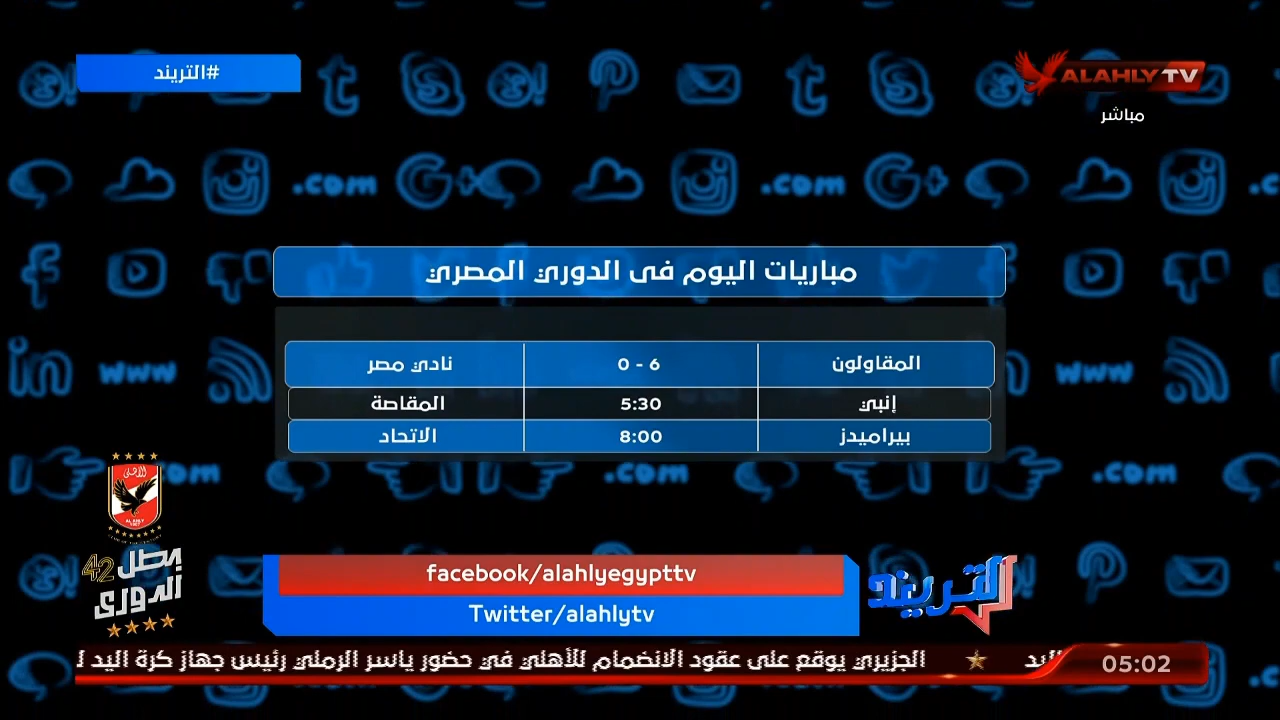 #التريند
ALAHLY TV
مباشر
مباريات اليوم فى الدوري المصري
المقاولون 6 - 0 نادي مصر
إنبي 5:30 المقاصة
بيراميدز 8:00 الاتحاد
بطل الدورى 42
facebook/alahlyegypttv
Twitter/alahlytv
التريند
05:02
اليد ★ الجزيري يوقع على عقود الانضمام للأهلي في حضور ياسر الرملي رئيس جهاز كرة اليد